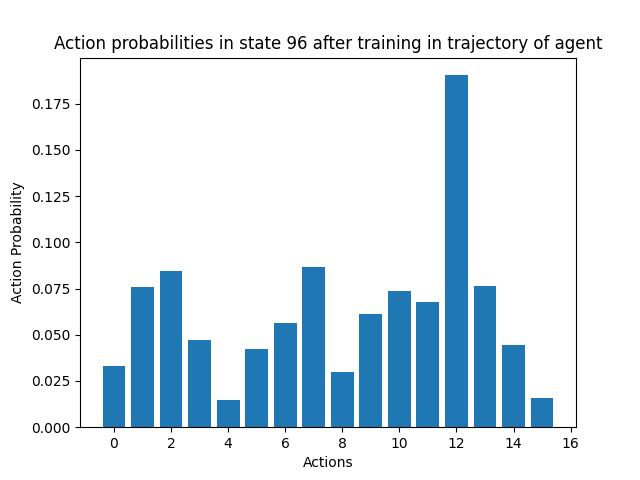 Action probabilities in state 96 after training in trajectory of agent
0.175
0.150
0.125
0.100
0.075
0.050
0.025
0.000
Action Probability
0 2 4 6 8 10 12 14 16
Actions